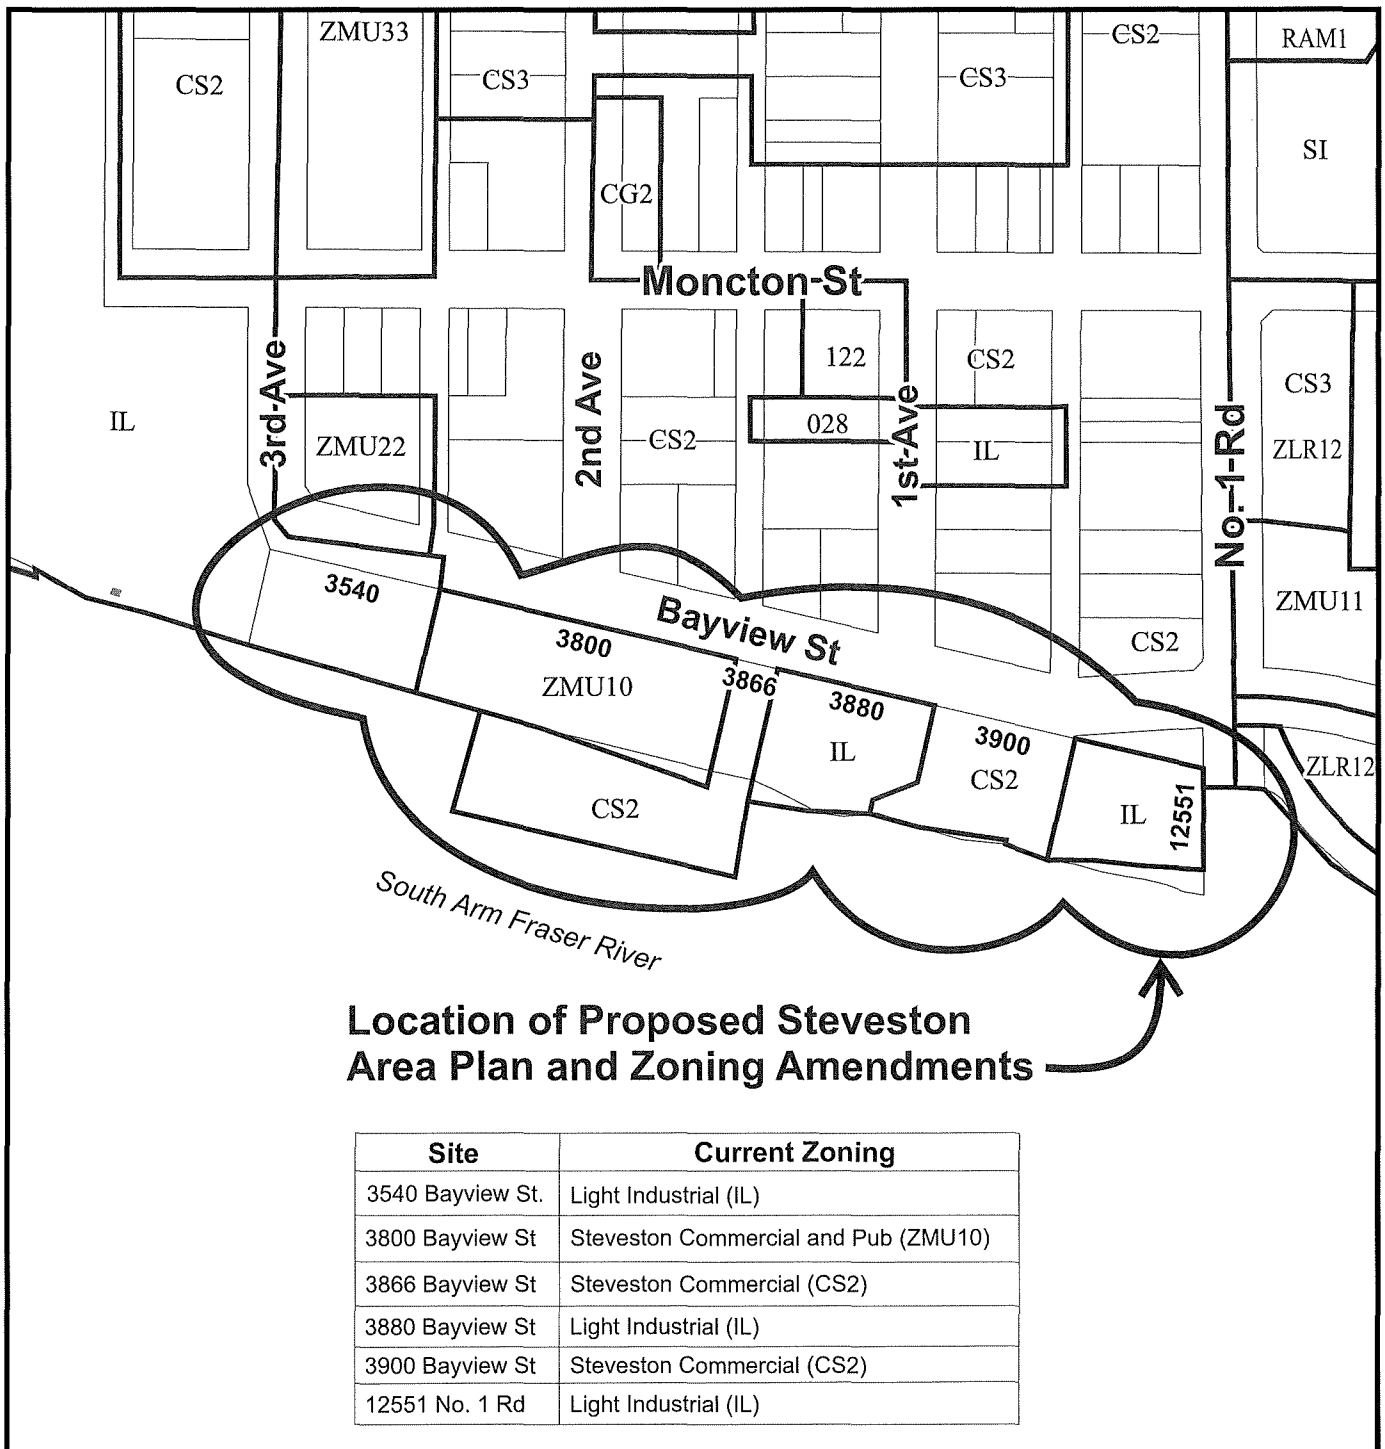 ZMU33
CS2
RAM1
CS2
CS3
CS3
SI
CG2
Moncton St
3rd Ave
2nd Ave
1st Ave
No. 1 Rd
122
CS2
CS3
IL
028
ZMU22
CS2
IL
ZLR12
3540
ZMU11
Bayview St
3800
CS2
3866
ZMU10
3880
3900
IL
CS2
ZLR12
CS2
IL
12551
South Arm Fraser River
Location of Proposed Steveston
Area Plan and Zoning Amendments
Site Current Zoning
3540 Bayview St. Light Industrial (IL)
3800 Bayview St Steveston Commercial and Pub (ZMU10)
3866 Bayview St Steveston Commercial (CS2)
3880 Bayview St Light Industrial (IL)
3900 Bayview St Steveston Commercial (CS2)
12551 No. 1 Rd Light Industrial (IL)